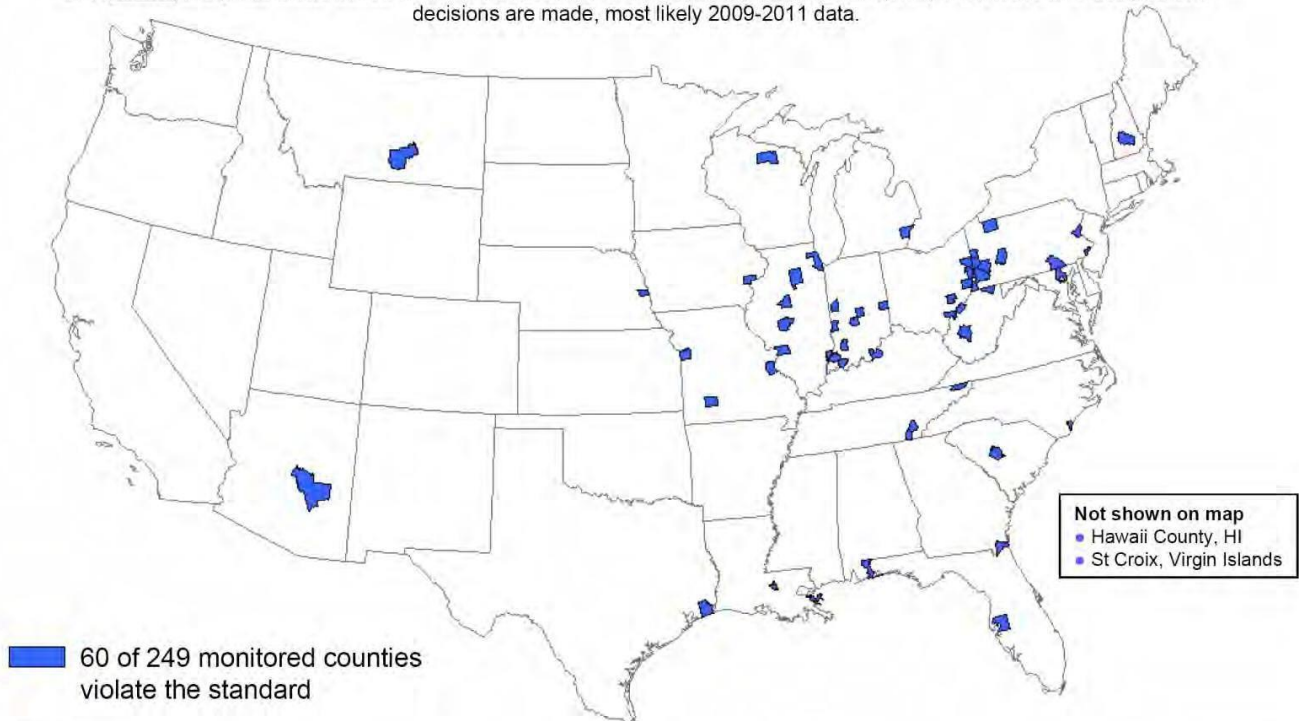 decisions are made, most likely 2009-2011 data.
Not shown on map
• Hawaii County, HI
• St Croix, Virgin Islands
60 of 249 monitored counties
violate the standard